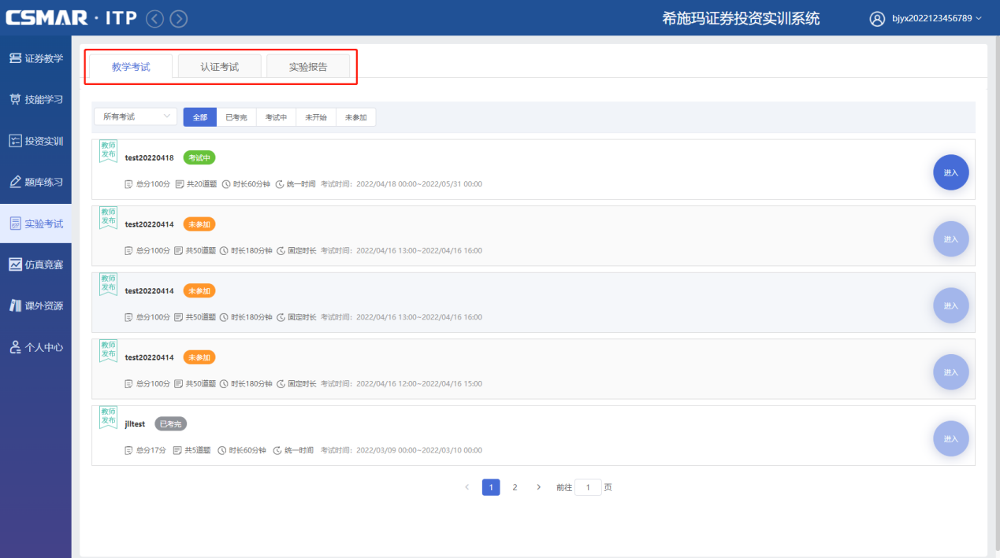 CSMAR · ITP
希施玛证券投资实训系统
bjyx2022123456789
证券教学
技能学习
投资实训
题库练习
实验考试
仿真竞赛
课外资源
个人中心
教学考试 认证考试 实验报告
所有考试 全部 已考完 考试中 未开始 未参加
教师
发布
test20220418 考试中
总分100分 共20道题 时长60分钟 统一时间 考试时间: 2022/04/18 00:00~2022/05/31 00:00
进入
教师
发布
test20220414 未参加
总分100分 共50道题 时长180分钟 固定时长 考试时间: 2022/04/16 13:00~2022/04/16 16:00
进入
教师
发布
test20220414 未参加
总分100分 共50道题 时长180分钟 固定时长 考试时间: 2022/04/16 13:00~2022/04/16 16:00
进入
教师
发布
test20220414 未参加
总分100分 共50道题 时长180分钟 固定时长 考试时间: 2022/04/16 12:00~2022/04/16 15:00
进入
教师
发布
jlltest 已考完
总分17分 共5道题 时长60分钟 统一时间 考试时间: 2022/03/09 00:00~2022/03/10 00:00
进入
1 2 前往 1 页